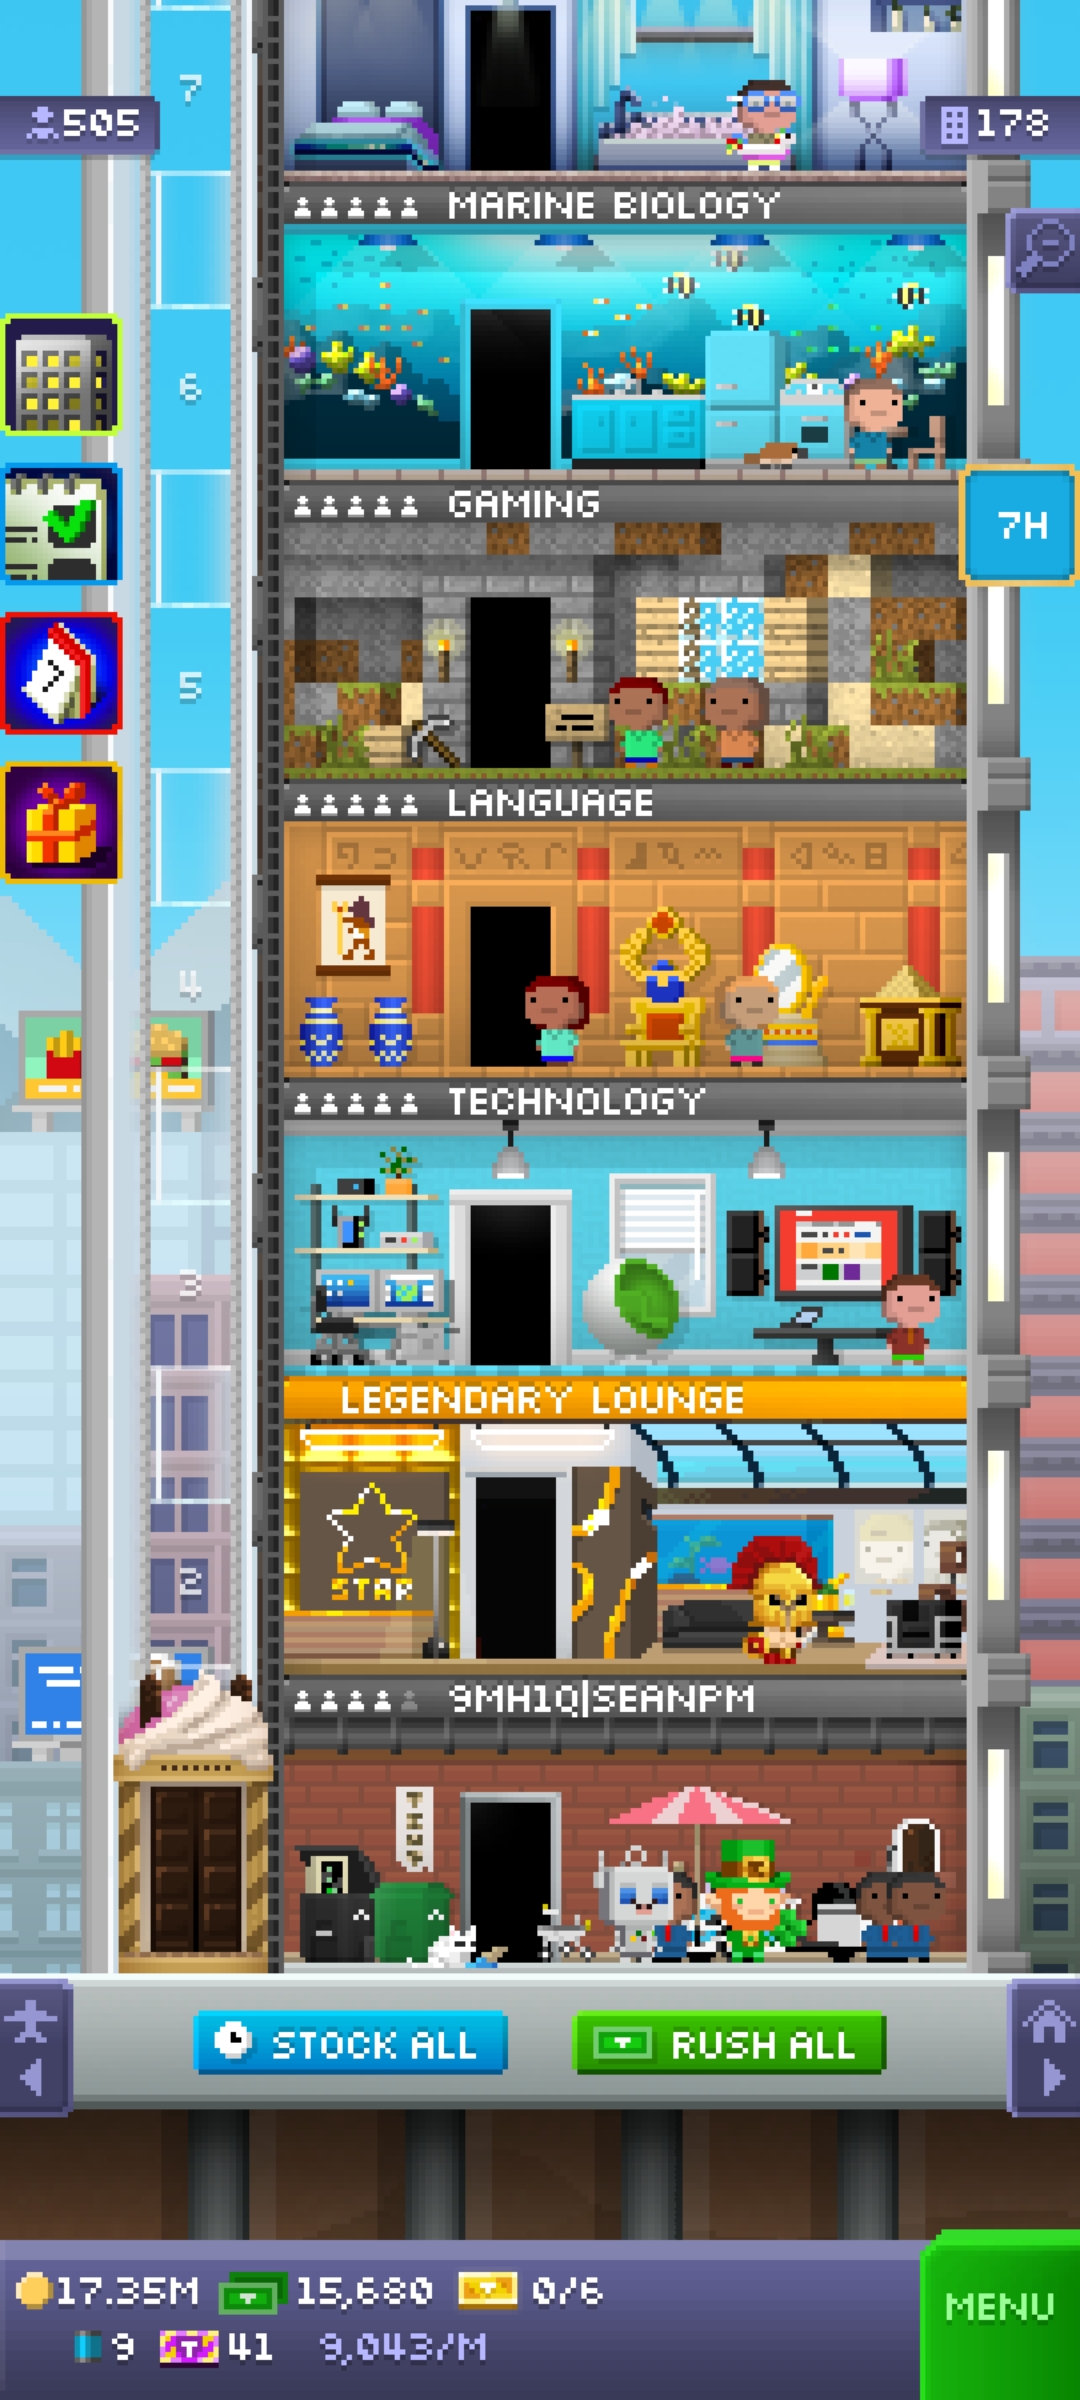 7
505
178
MARINE BIOLOGY
6
GAMING
7H
7
5
LANGUAGE
4
TECHNOLOGY
3
LEGENDARY LOUNGE
STAR
2
9MH1Q|SEANPM
STOCK ALL
RUSH ALL
17.35M 15,680 0/6
MENU
9 41 9,043/M